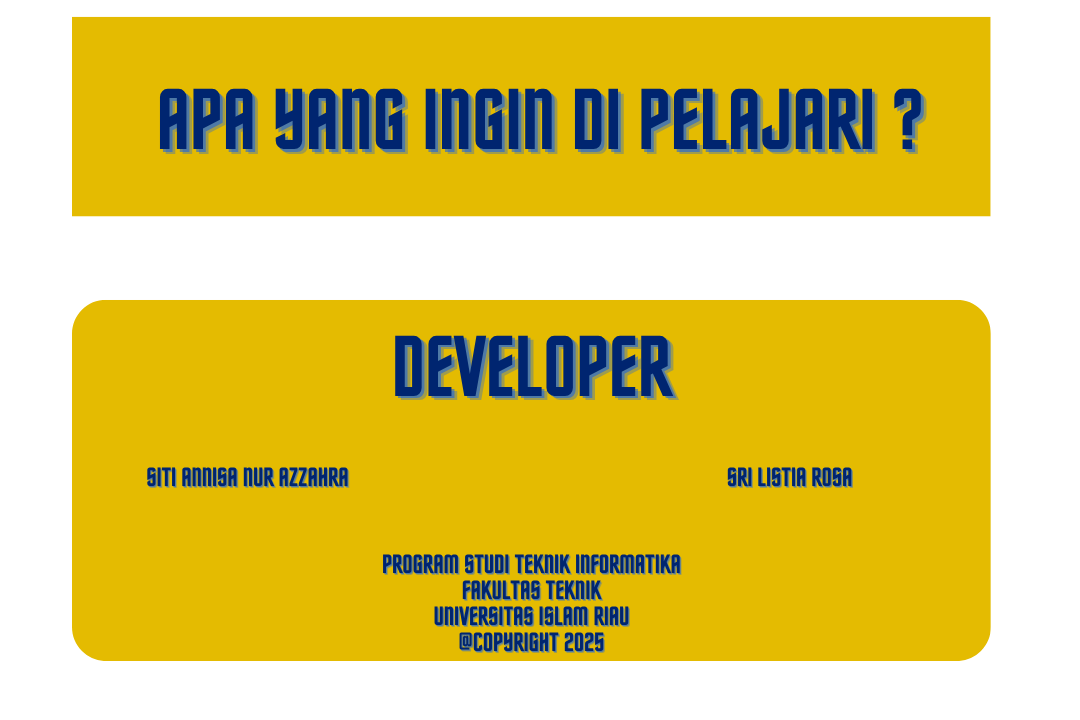 APA YANG INGIN DI PELAJARI ?
DEVELOPER
SITI ANNISA NUR AZZAHRA
SRI LISTIA ROSA
PROGRAM STUDI TEKNIK INFORMATIKA
FAKULTAS TEKNIK
UNIVERSITAS ISLAM RIAU
@COPYRIGHT 2025